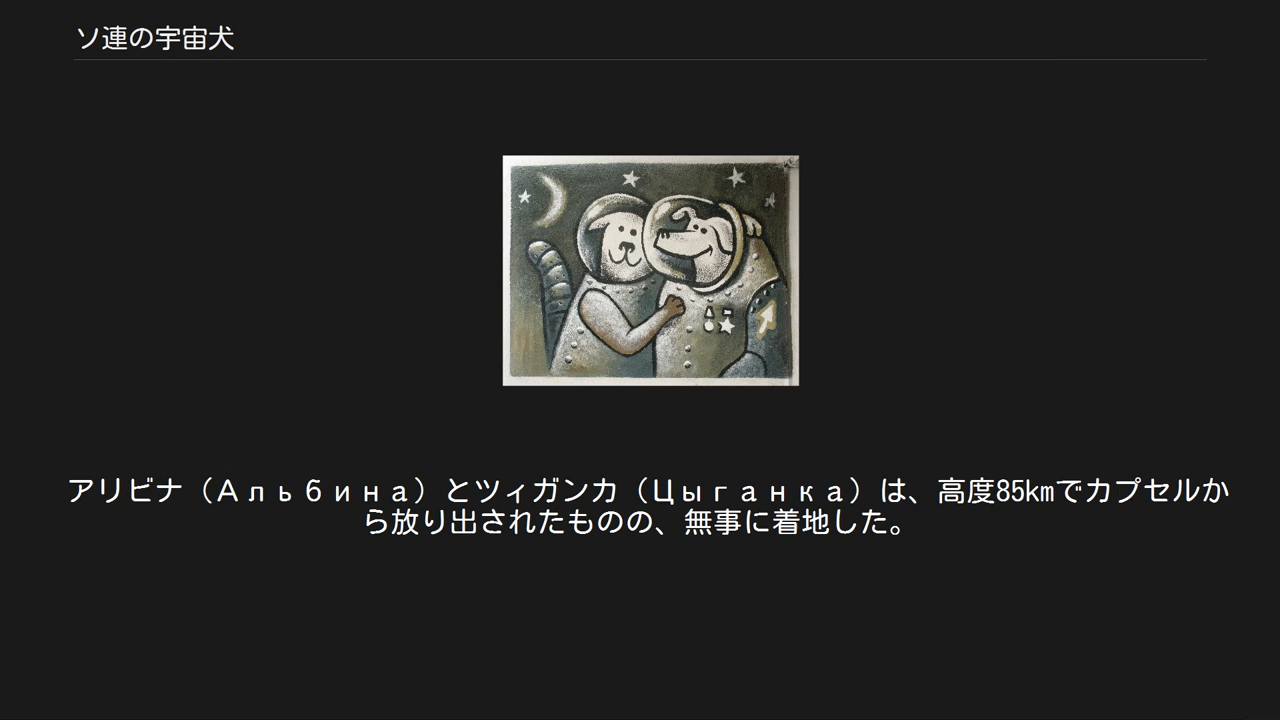 ソ連の宇宙犬
アリビナ（Альбина）とツィガンカ（Цыганка）は、高度85kmでカプセルか
ら放り出されたものの、無事に着地した。